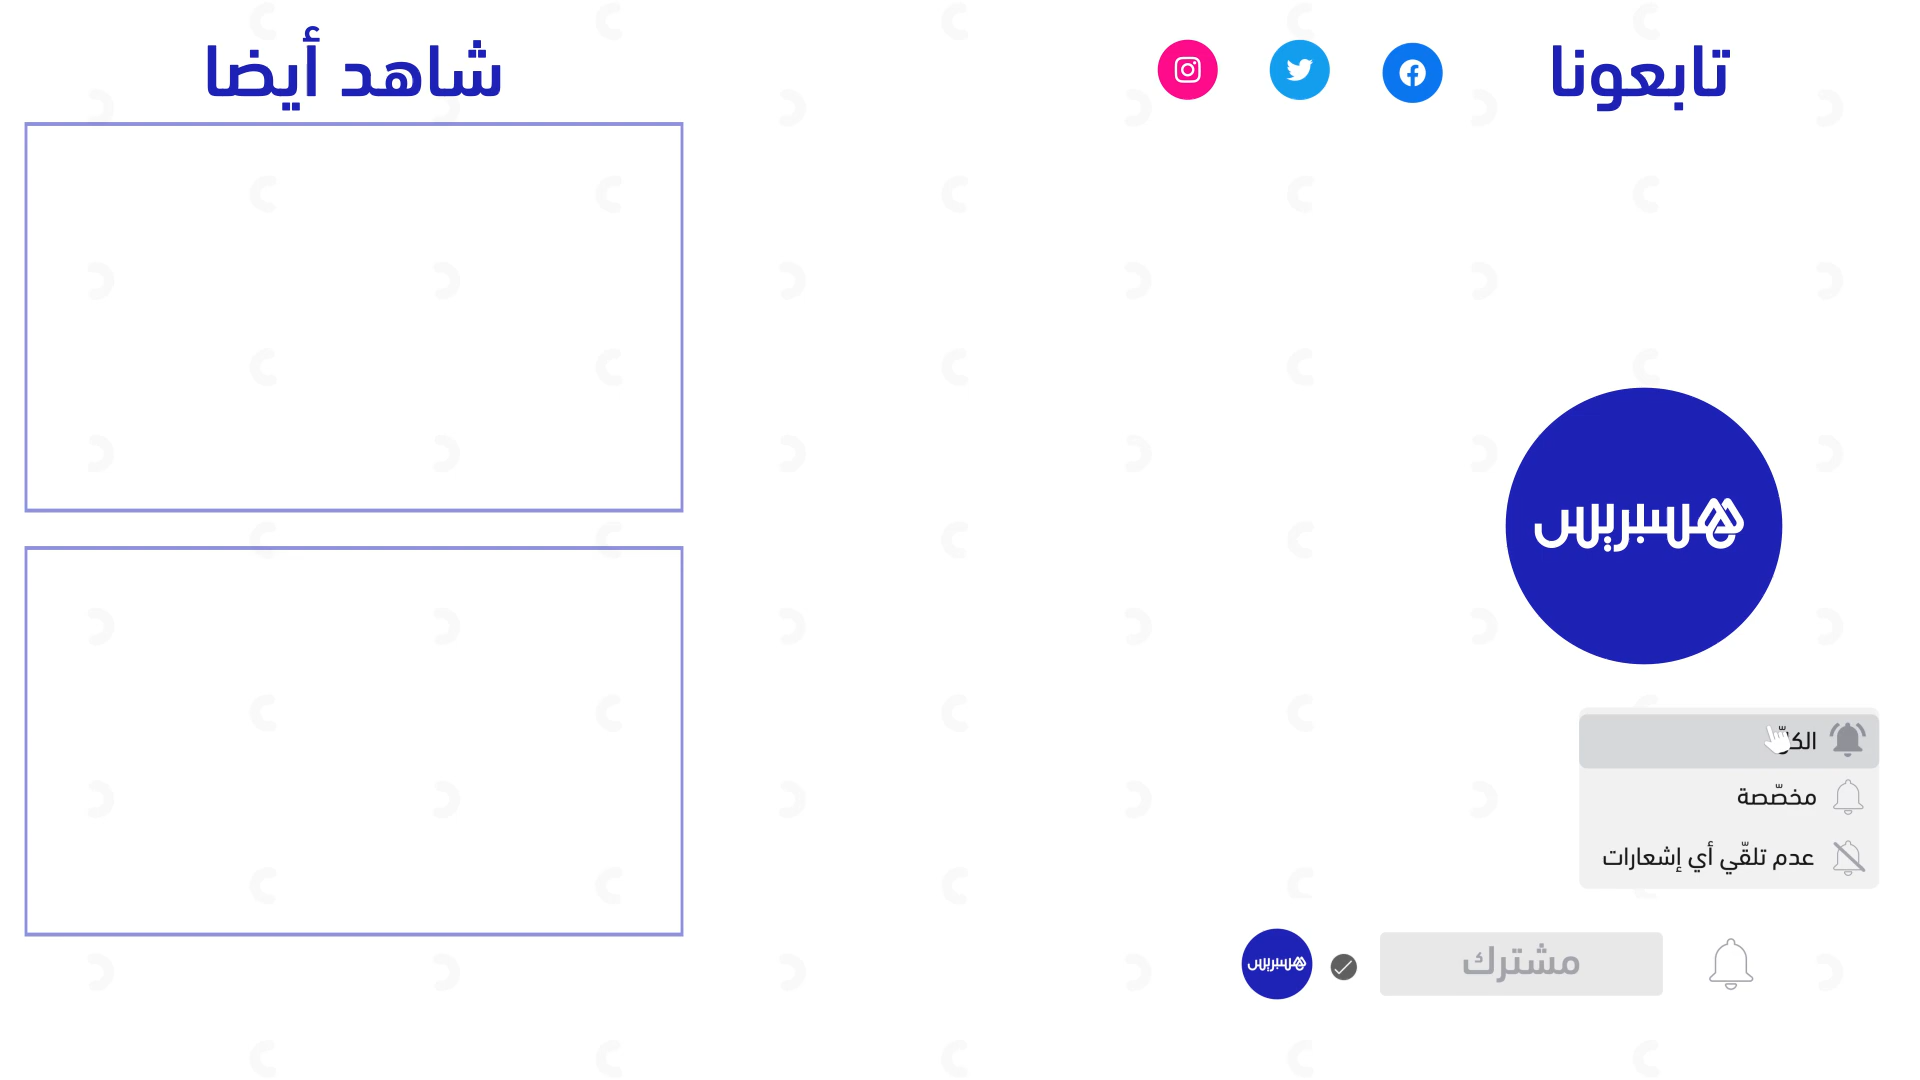 تابعونا
شاهد أيضا
هسبريس
الكلّ
مخصّصة
عدم تلقّي أي إشعارات
هسبريس
مشترك